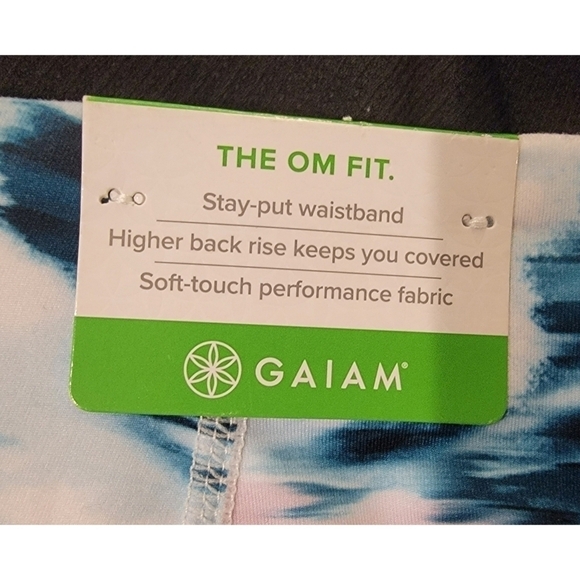 THE OM FIT.
Stay-put waistband
Higher back rise keeps you covered
Soft-touch performance fabric
GAIAM®